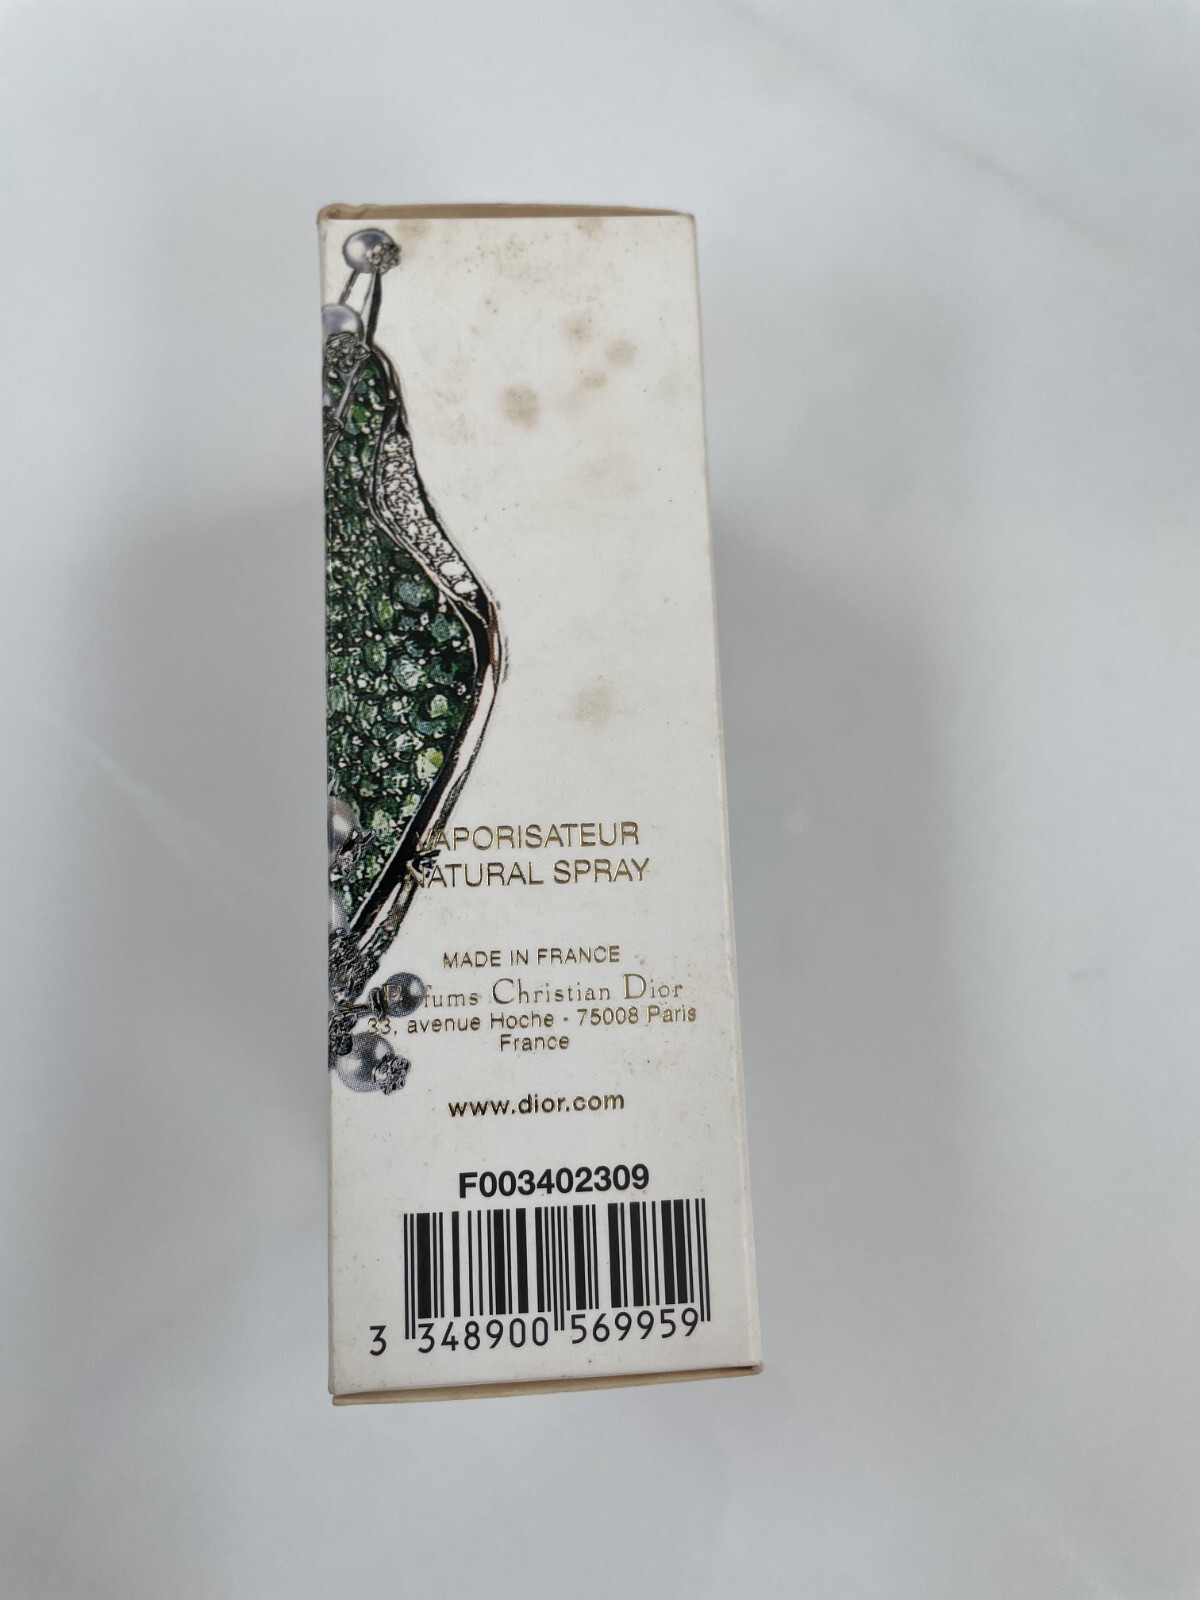 VAPORISATEUR
NATURAL SPRAY
MADE IN FRANCE
Parfums Christian Dior
33, avenue Hoche - 75008 Paris
France
www.dior.com
F003402309
3 348900 569959